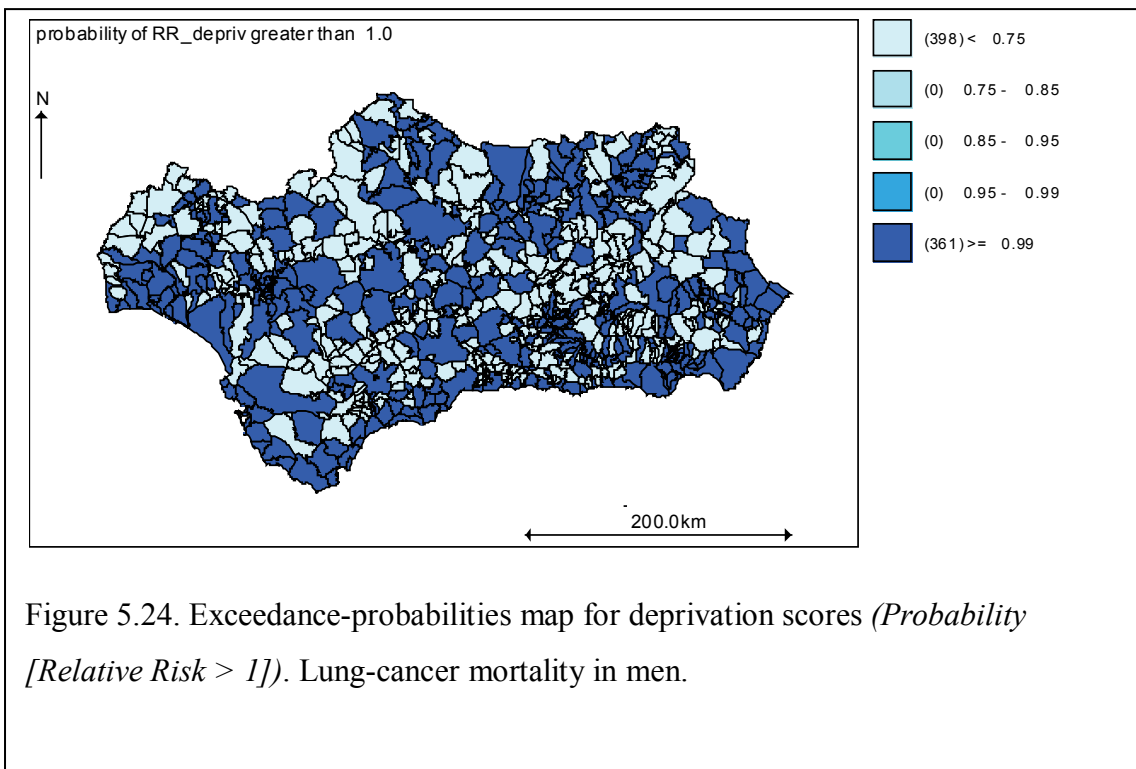 probability of RR_depriv greater than 1.0
N
200.0km
(398) < 0.75
(0) 0.75 - 0.85
(0) 0.85 - 0.95
(0) 0.95 - 0.99
(361) >= 0.99
Figure 5.24. Exceedance-probabilities map for deprivation scores (Probability
[Relative Risk > 1]). Lung-cancer mortality in men.